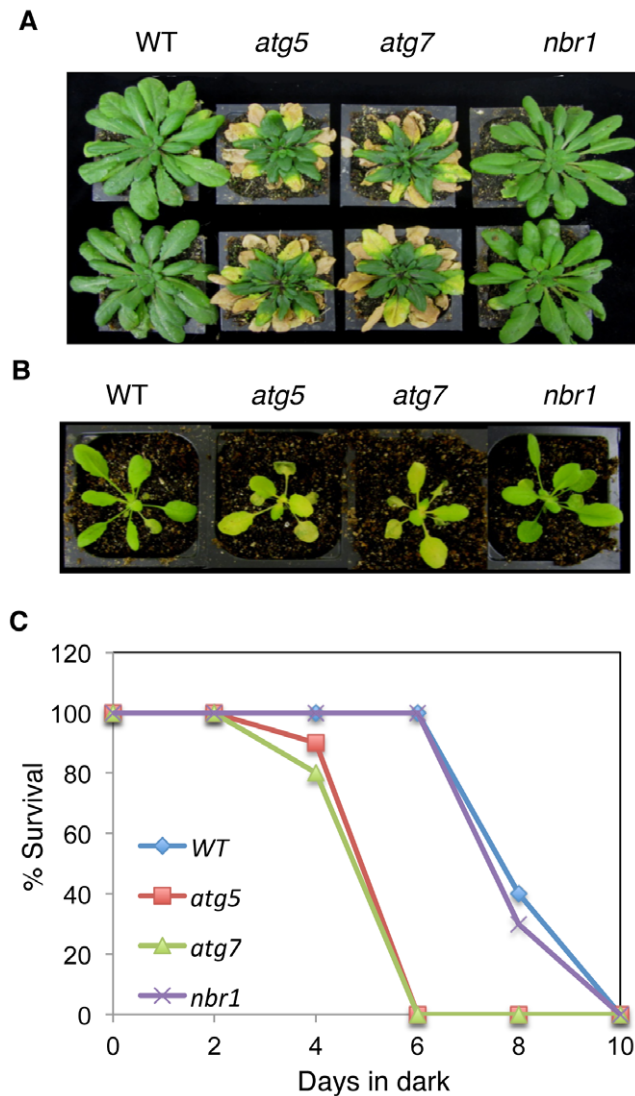 A
WT atg5 atg7 nbr1
B
WT atg5 atg7 nbr1
C
120
100
80
60
40
20
0
% Survival
WT
atg5
atg7
nbr1
0 2 4 6 8 10
Days in dark